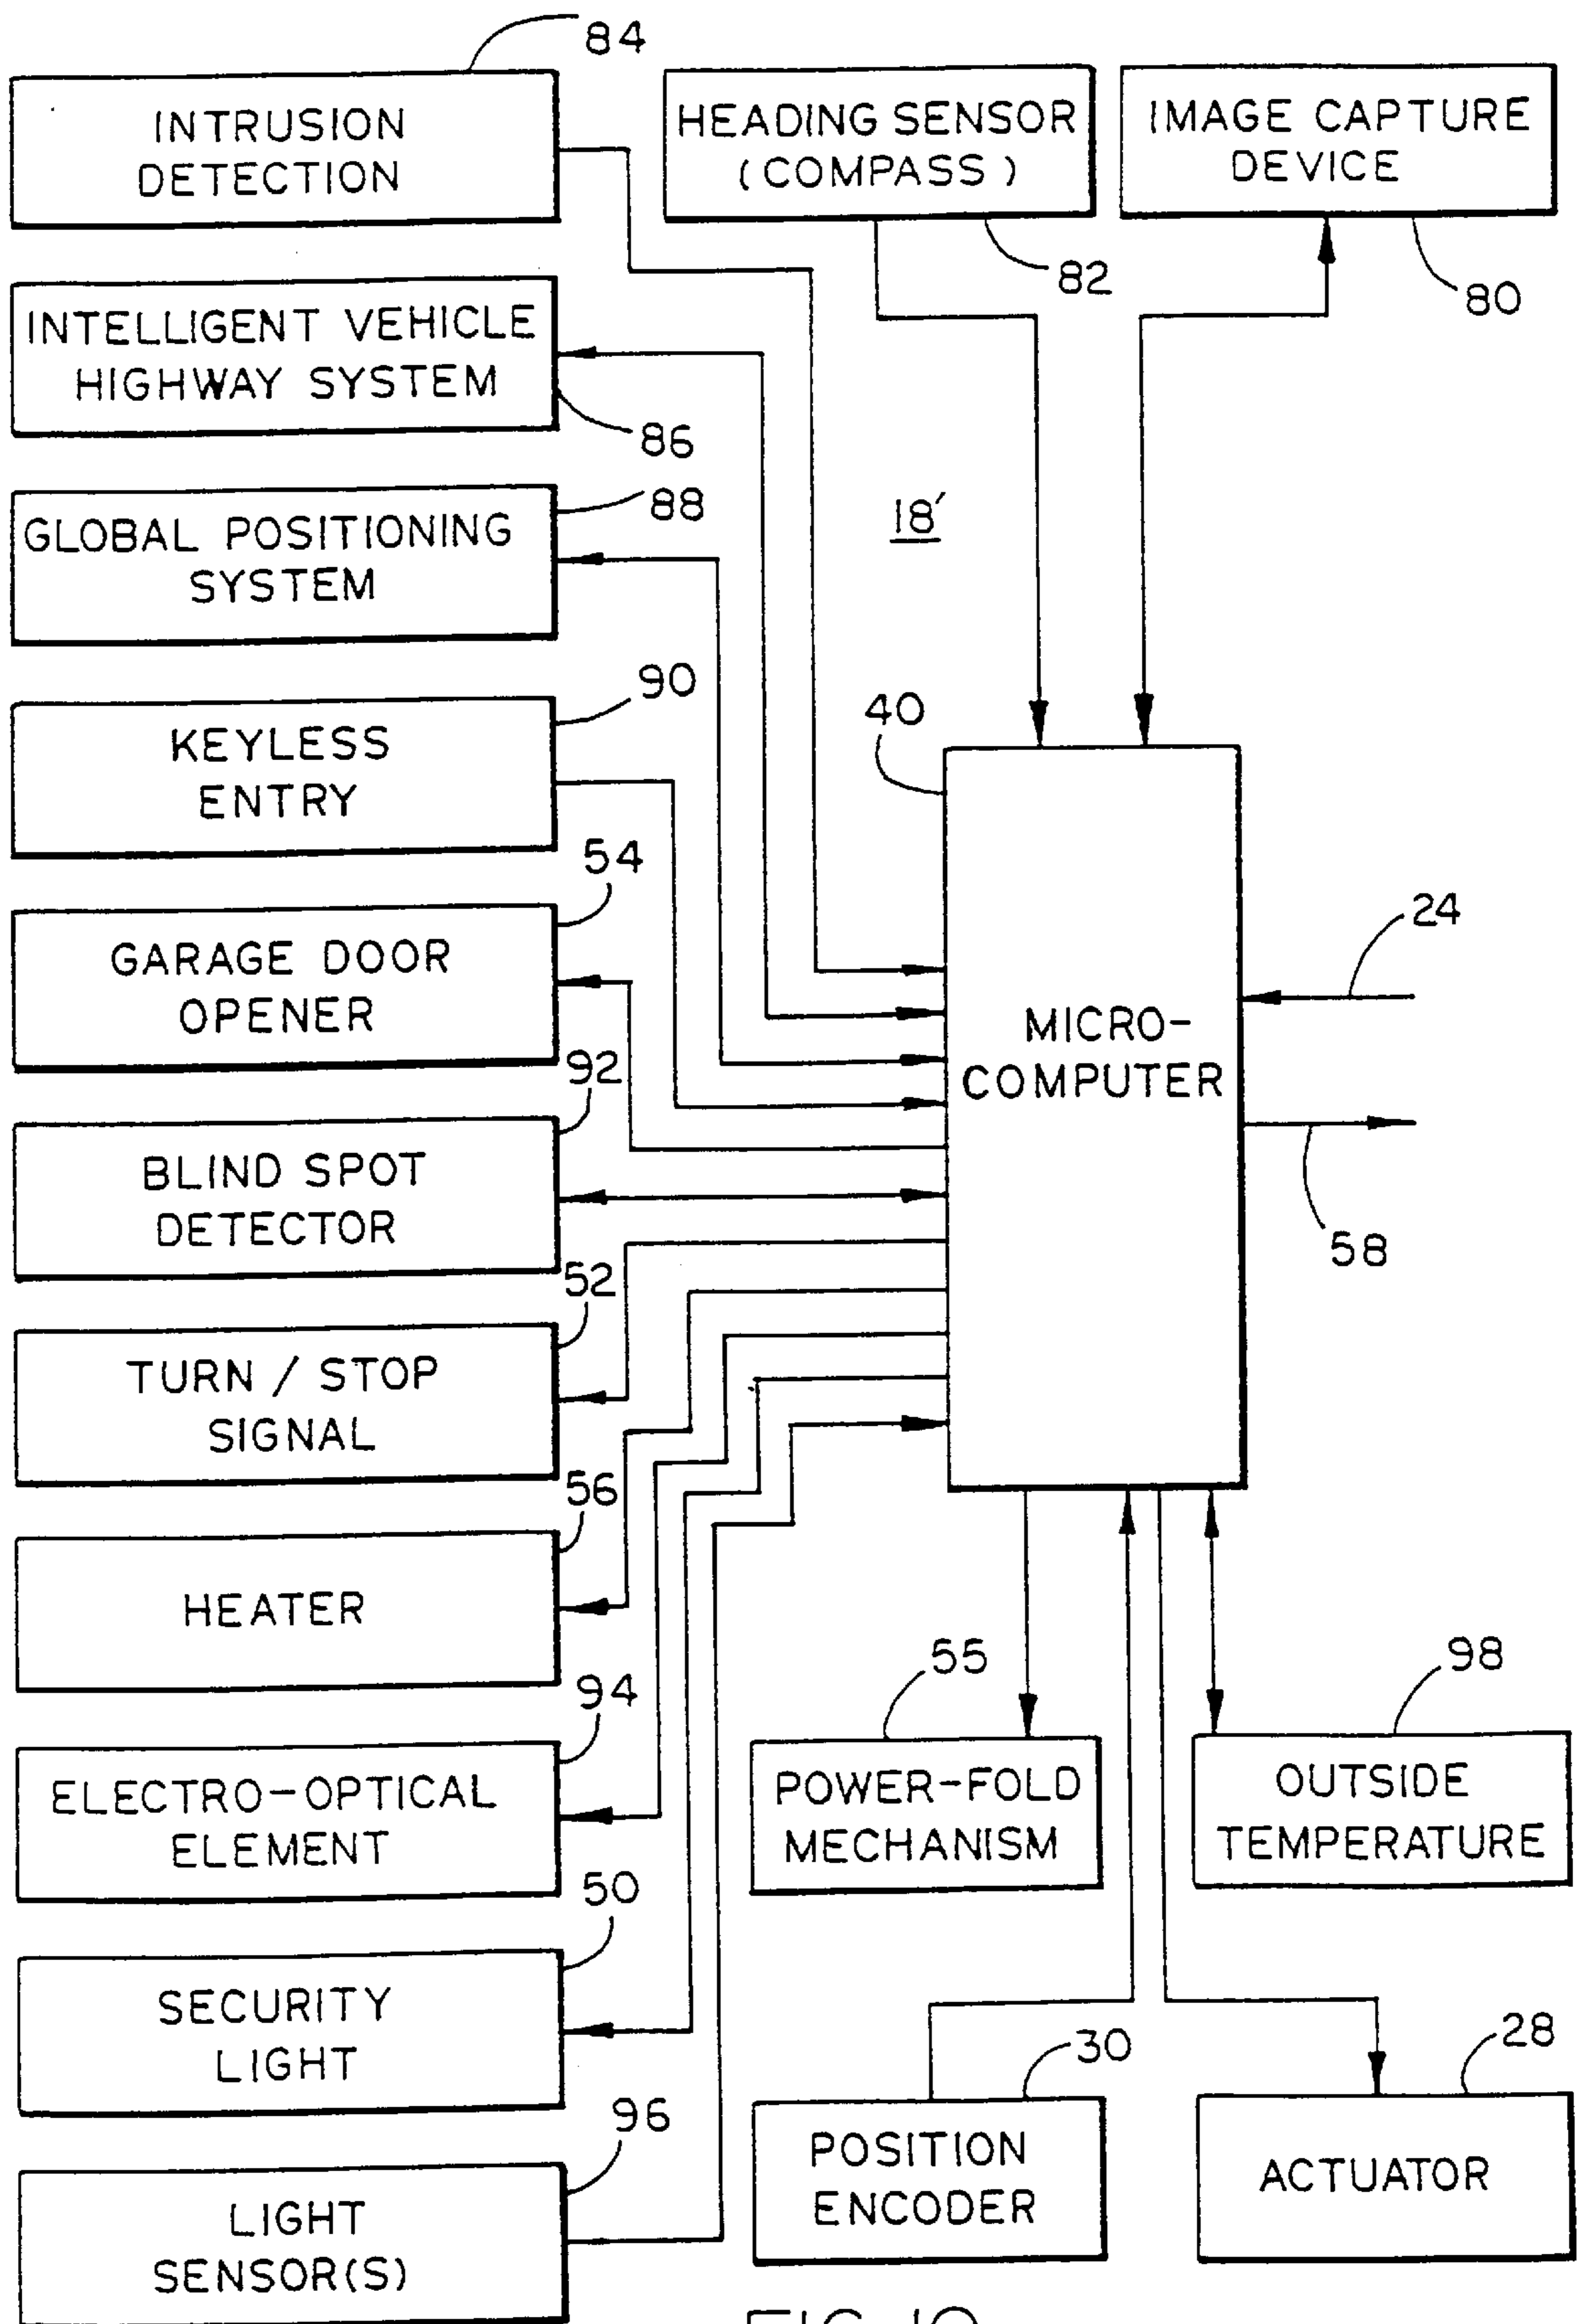 84
INTRUSION
DETECTION
HEADING SENSOR
( COMPASS )
82
IMAGE CAPTURE
DEVICE
80
INTELLIGENT VEHICLE
HIGHWAY SYSTEM
86
18'
GLOBAL POSITIONING
SYSTEM
88
KEYLESS
ENTRY
90
40
MICRO-
COMPUTER
24
58
GARAGE DOOR
OPENER
54
BLIND SPOT
DETECTOR
92
TURN / STOP
SIGNAL
52
HEATER
56
ELECTRO-OPTICAL
ELEMENT
94
POWER-FOLD
MECHANISM
55
OUTSIDE
TEMPERATURE
98
SECURITY
LIGHT
50
LIGHT
SENSOR(S)
96
POSITION
ENCODER
30
ACTUATOR
28